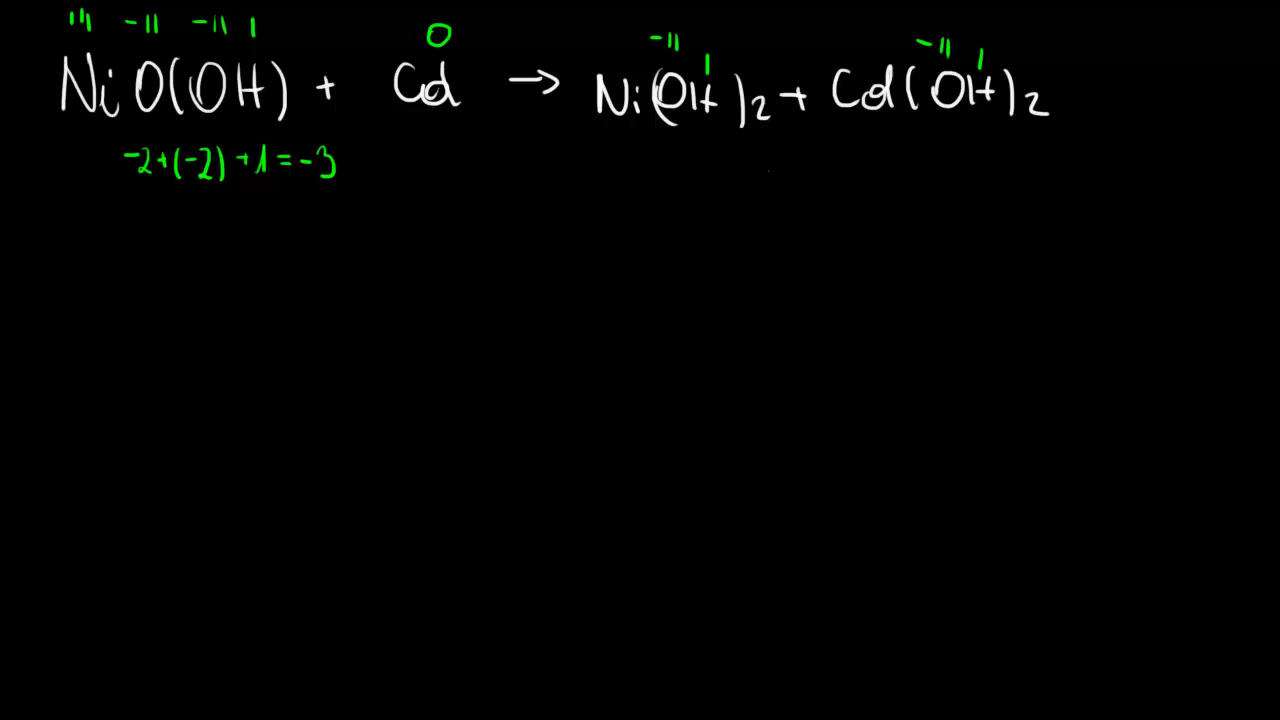 III -II -II I 0 -II I -II I
NiO(OH) + Cd → Ni(OH)2 + Cd(OH)2
-2+(-2)+1=-3